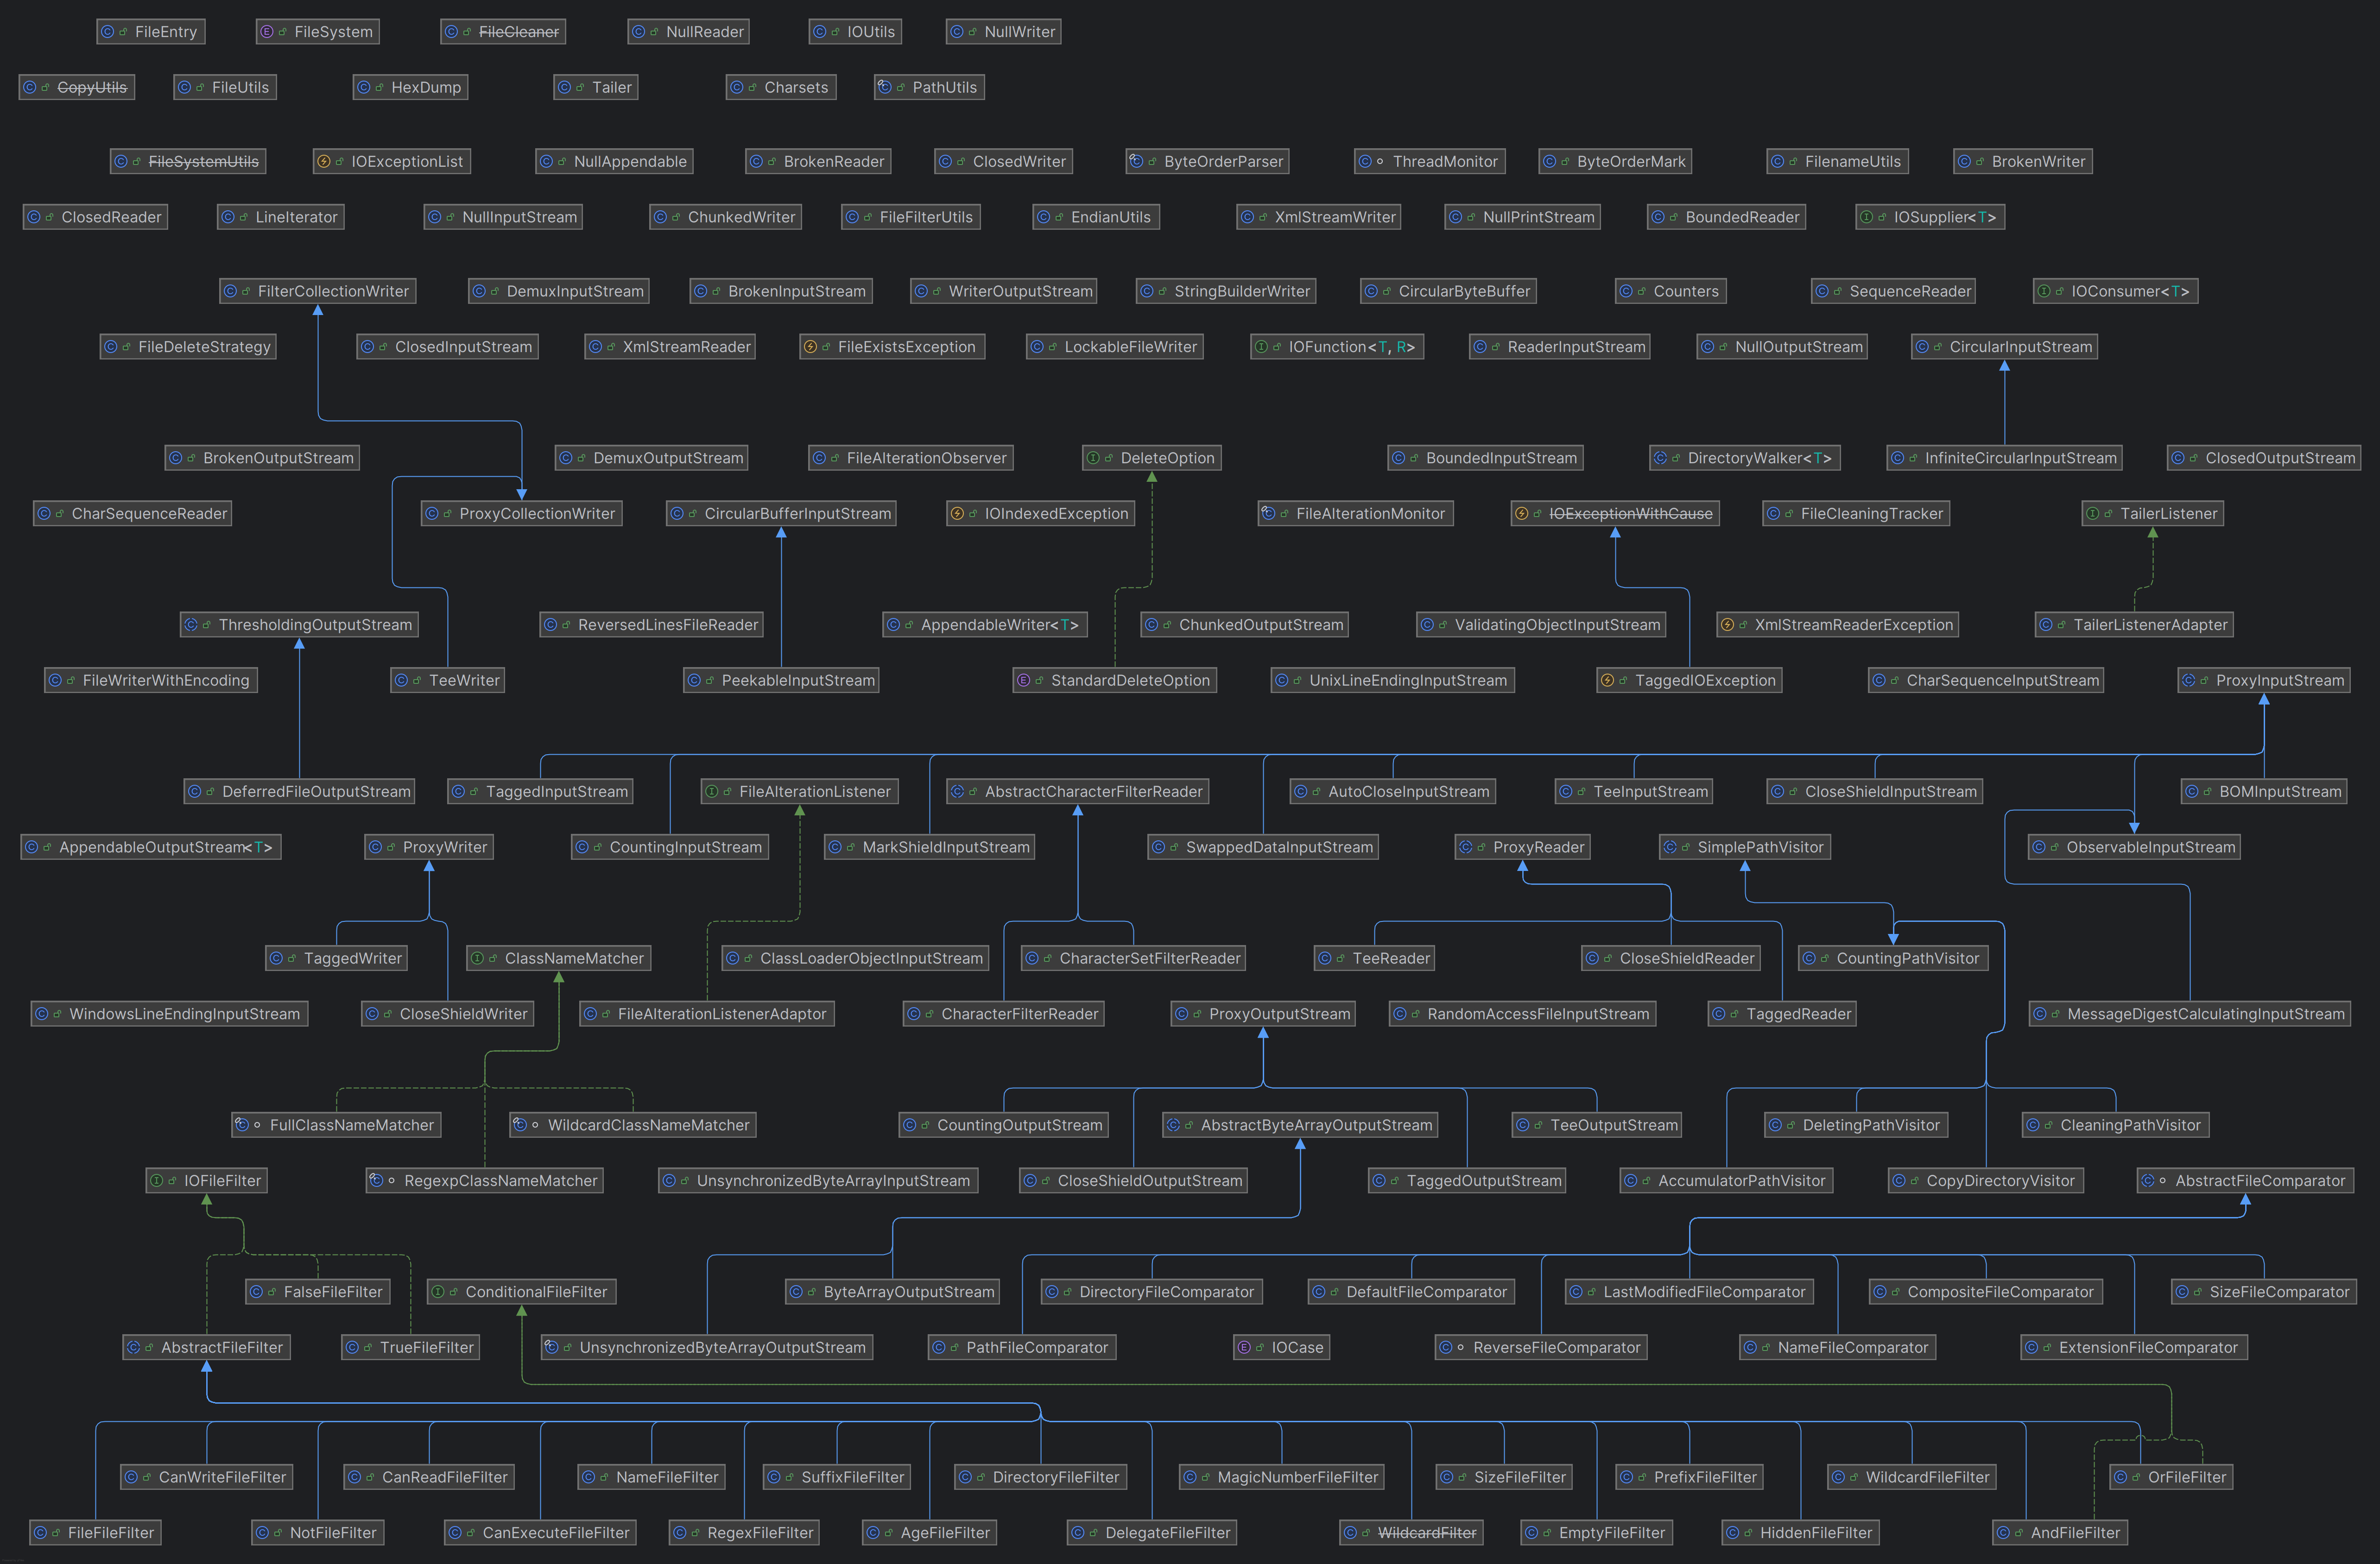 FileEntry
FileSystem
FileCleaner
NullReader
IOUtils
NullWriter
CopyUtils
FileUtils
HexDump
Tailer
Charsets
PathUtils
FileSystemUtils
IOExceptionList
NullAppendable
BrokenReader
ClosedWriter
ByteOrderParser
ThreadMonitor
ByteOrderMark
FilenameUtils
BrokenWriter
ClosedReader
LineIterator
NullInputStream
ChunkedWriter
FileFilterUtils
EndianUtils
XmlStreamWriter
NullPrintStream
BoundedReader
IOSupplier<T>
FilterCollectionWriter
DemuxInputStream
BrokenInputStream
WriterOutputStream
StringBuilderWriter
CircularByteBuffer
Counters
SequenceReader
IOConsumer<T>
FileDeleteStrategy
ClosedInputStream
XmlStreamReader
FileExistsException
LockableFileWriter
IOFunction<T, R>
ReaderInputStream
NullOutputStream
CircularInputStream
BrokenOutputStream
DemuxOutputStream
FileAlterationObserver
DeleteOption
BoundedInputStream
DirectoryWalker<T>
InfiniteCircularInputStream
ClosedOutputStream
CharSequenceReader
ProxyCollectionWriter
CircularBufferInputStream
IOIndexedException
FileAlterationMonitor
IOExceptionWithCause
FileCleaningTracker
TailerListener
ThresholdingOutputStream
ReversedLinesFileReader
AppendableWriter<T>
ChunkedOutputStream
ValidatingObjectInputStream
XmlStreamReaderException
TailerListenerAdapter
FileWriterWithEncoding
TeeWriter
PeekableInputStream
StandardDeleteOption
UnixLineEndingInputStream
TaggedIOException
CharSequenceInputStream
ProxyInputStream
DeferredFileOutputStream
TaggedInputStream
FileAlterationListener
AbstractCharacterFilterReader
AutoCloseInputStream
TeeInputStream
CloseShieldInputStream
BOMInputStream
AppendableOutputStream<T>
ProxyWriter
CountingInputStream
MarkShieldInputStream
SwappedDataInputStream
ProxyReader
SimplePathVisitor
ObservableInputStream
TaggedWriter
ClassNameMatcher
ClassLoaderObjectInputStream
CharacterSetFilterReader
TeeReader
CloseShieldReader
CountingPathVisitor
WindowsLineEndingInputStream
CloseShieldWriter
FileAlterationListenerAdaptor
CharacterFilterReader
ProxyOutputStream
RandomAccessFileInputStream
TaggedReader
MessageDigestCalculatingInputStream
FullClassNameMatcher
WildcardClassNameMatcher
CountingOutputStream
AbstractByteArrayOutputStream
TeeOutputStream
DeletingPathVisitor
CleaningPathVisitor
IOFileFilter
RegexpClassNameMatcher
UnsynchronizedByteArrayInputStream
CloseShieldOutputStream
TaggedOutputStream
AccumulatorPathVisitor
CopyDirectoryVisitor
AbstractFileComparator
FalseFileFilter
ConditionalFileFilter
ByteArrayOutputStream
DirectoryFileComparator
DefaultFileComparator
LastModifiedFileComparator
CompositeFileComparator
SizeFileComparator
AbstractFileFilter
TrueFileFilter
UnsynchronizedByteArrayOutputStream
PathFileComparator
IOCase
ReverseFileComparator
NameFileComparator
ExtensionFileComparator
CanWriteFileFilter
CanReadFileFilter
NameFileFilter
SuffixFileFilter
DirectoryFileFilter
MagicNumberFileFilter
SizeFileFilter
PrefixFileFilter
WildcardFileFilter
OrFileFilter
FileFileFilter
NotFileFilter
CanExecuteFileFilter
RegexFileFilter
AgeFileFilter
DelegateFileFilter
WildcardFilter
EmptyFileFilter
HiddenFileFilter
AndFileFilter